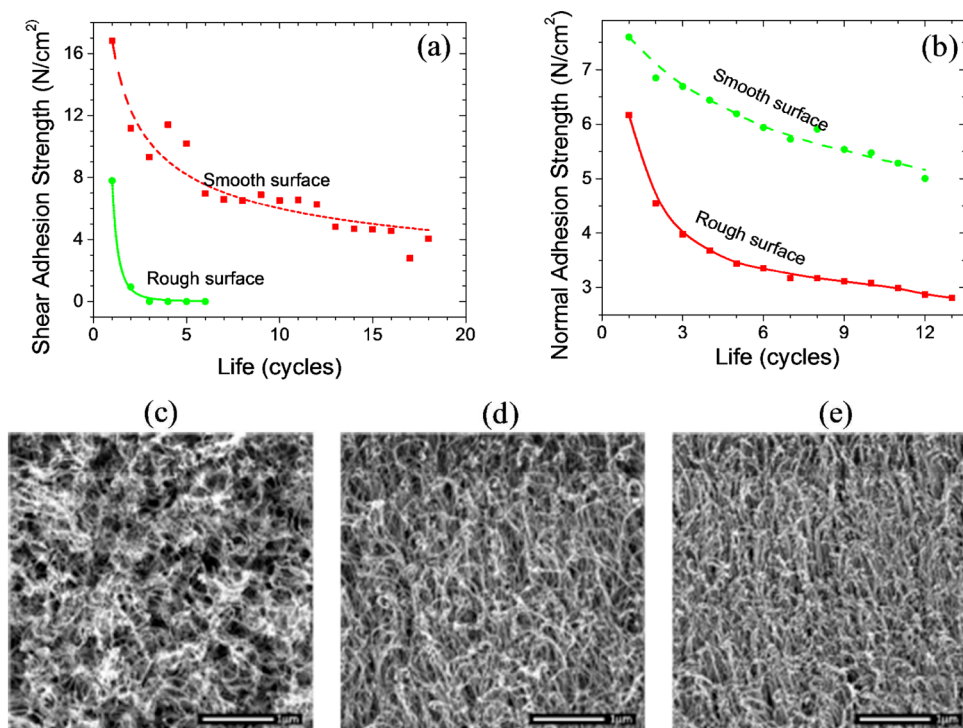 (a)
Shear Adhesion Strength (N/cm²)
16
12
8
4
0
Smooth surface
Rough surface
0 5 10 15 20
Life (cycles)
(b)
Normal Adhesion Strength (N/cm²)
7
6
5
4
3
Smooth surface
Rough surface
0 3 6 9 12
Life (cycles)
(c) (d) (e)
1μm 1μm 1μm